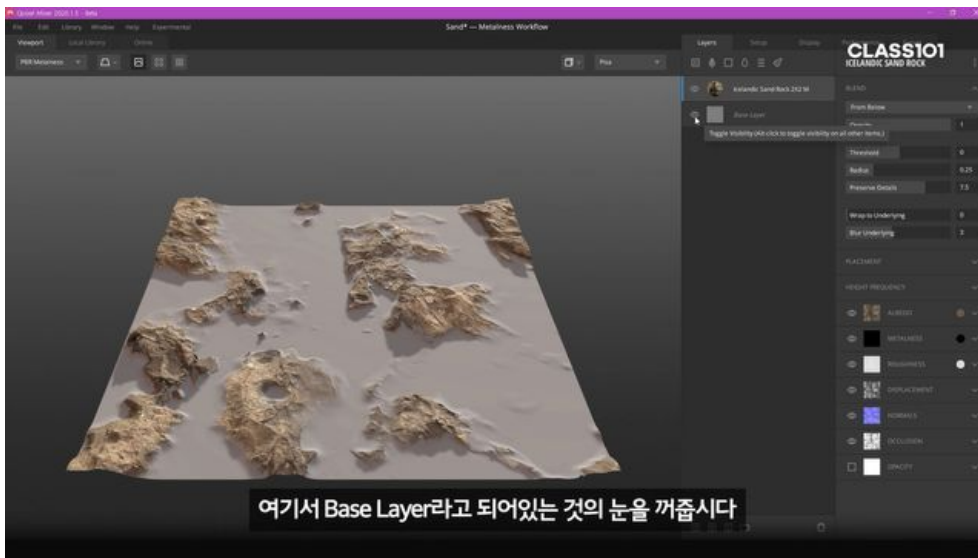 Quixel Mixer 2020.1.5 - Beta
File Edit Library Window Help Experimental
Sand* — Metalness Workflow
Viewport Local Library Online
Layers Setup Display
CLASS101
ICELANDIC SAND ROCK
PBR Metalness
Pisa
Icelandic Sand Rock 2X2 M
Base Layer
Toggle Visibility (Alt-click to toggle visibility on all other items.)
BLEND
From Below
1
Threshold 0
Radius 0.25
Preserve Details 7.5
Wrap to Underlying 0
Blur Underlying 3
PLACEMENT
HEIGHT FREQUENCY
ALBEDO
METALNESS
ROUGHNESS
DISPLACEMENT
NORMALS
OCCLUSION
OPACITY
여기서 Base Layer라고 되어있는 것의 눈을 꺼줍시다